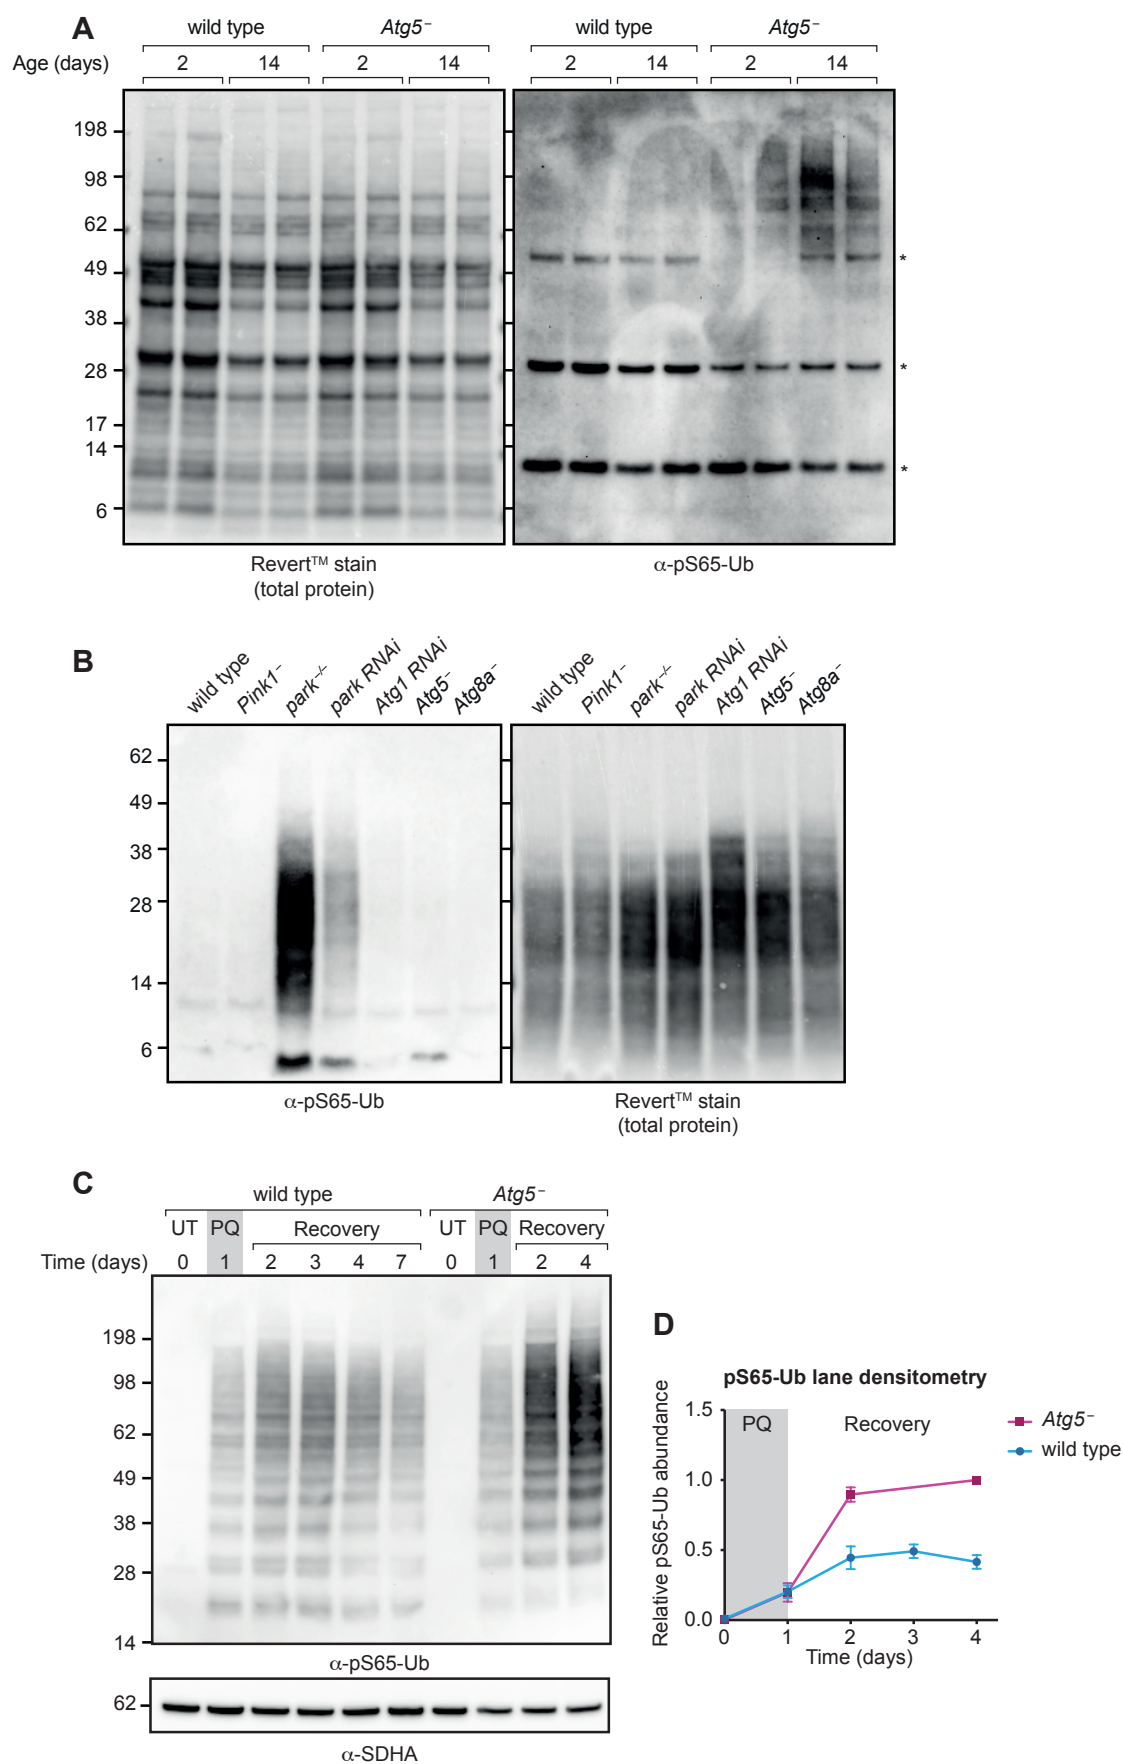 A
wild type Atg5⁻
Age (days) 2 14 2 14
wild type Atg5⁻
2 14 2 14
198
98
62
49
38
28
17
14
6
*
*
*
Revert™ stain
(total protein)
α-pS65-Ub
B
wild type Pink1⁻ park⁻/⁻ park RNAi Atg1 RNAi Atg5⁻ Atg8a⁻
wild type Pink1⁻ park⁻/⁻ park RNAi Atg1 RNAi Atg5⁻ Atg8a⁻
62
49
38
28
14
6
α-pS65-Ub
Revert™ stain
(total protein)
C
wild type Atg5⁻
UT PQ Recovery UT PQ Recovery
Time (days) 0 1 2 3 4 7 0 1 2 4
198
98
62
49
38
28
14
α-pS65-Ub
62
α-SDHA
D
pS65-Ub lane densitometry
Relative pS65-Ub abundance
1.5
1.0
0.5
0.0
PQ Recovery
Atg5⁻
wild type
0 1 2 3 4
Time (days)